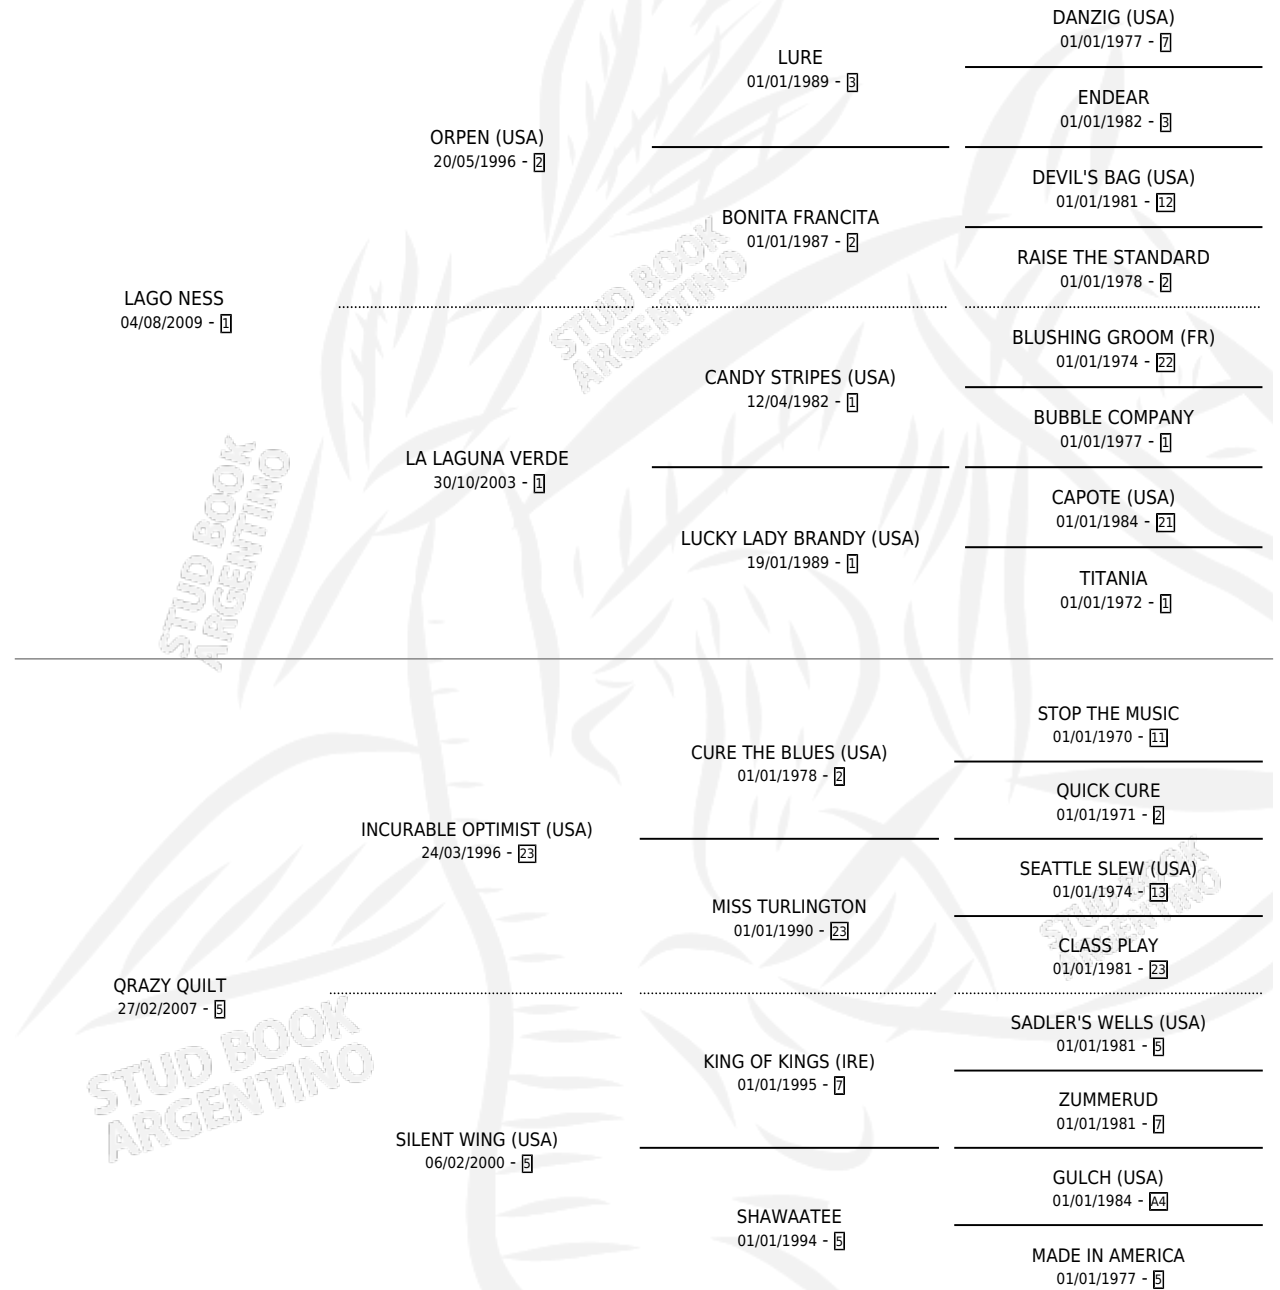 DANZIG (USA)
01/01/1977 - 7
LURE
01/01/1989 - 3
ENDEAR
01/01/1982 - 3
ORPEN (USA)
20/05/1996 - 2
DEVIL'S BAG (USA)
01/01/1981 - 12
BONITA FRANCITA
01/01/1987 - 2
RAISE THE STANDARD
01/01/1978 - 2
LAGO NESS
04/08/2009 - 1
BLUSHING GROOM (FR)
01/01/1974 - 22
CANDY STRIPES (USA)
12/04/1982 - 1
BUBBLE COMPANY
01/01/1977 - 1
LA LAGUNA VERDE
30/10/2003 - 1
CAPOTE (USA)
01/01/1984 - 21
LUCKY LADY BRANDY (USA)
19/01/1989 - 1
TITANIA
01/01/1972 - 1
STUD BOOK
ARGENTINO
STUD BOOK
ARGENTINO
STOP THE MUSIC
01/01/1970 - 11
CURE THE BLUES (USA)
01/01/1978 - 2
QUICK CURE
01/01/1971 - 2
INCURABLE OPTIMIST (USA)
24/03/1996 - 23
SEATTLE SLEW (USA)
01/01/1974 - 13
MISS TURLINGTON
01/01/1990 - 23
CLASS PLAY
01/01/1981 - 23
QRAZY QUILT
27/02/2007 - 5
SADLER'S WELLS (USA)
01/01/1981 - 5
KING OF KINGS (IRE)
01/01/1995 - 7
ZUMMERUD
01/01/1981 - 7
SILENT WING (USA)
06/02/2000 - 5
GULCH (USA)
01/01/1984 - A4
SHAWAATEE
01/01/1994 - 5
MADE IN AMERICA
01/01/1977 - 5
STUD BOOK
ARGENTINO
STUD BOOK
ARGENTINO